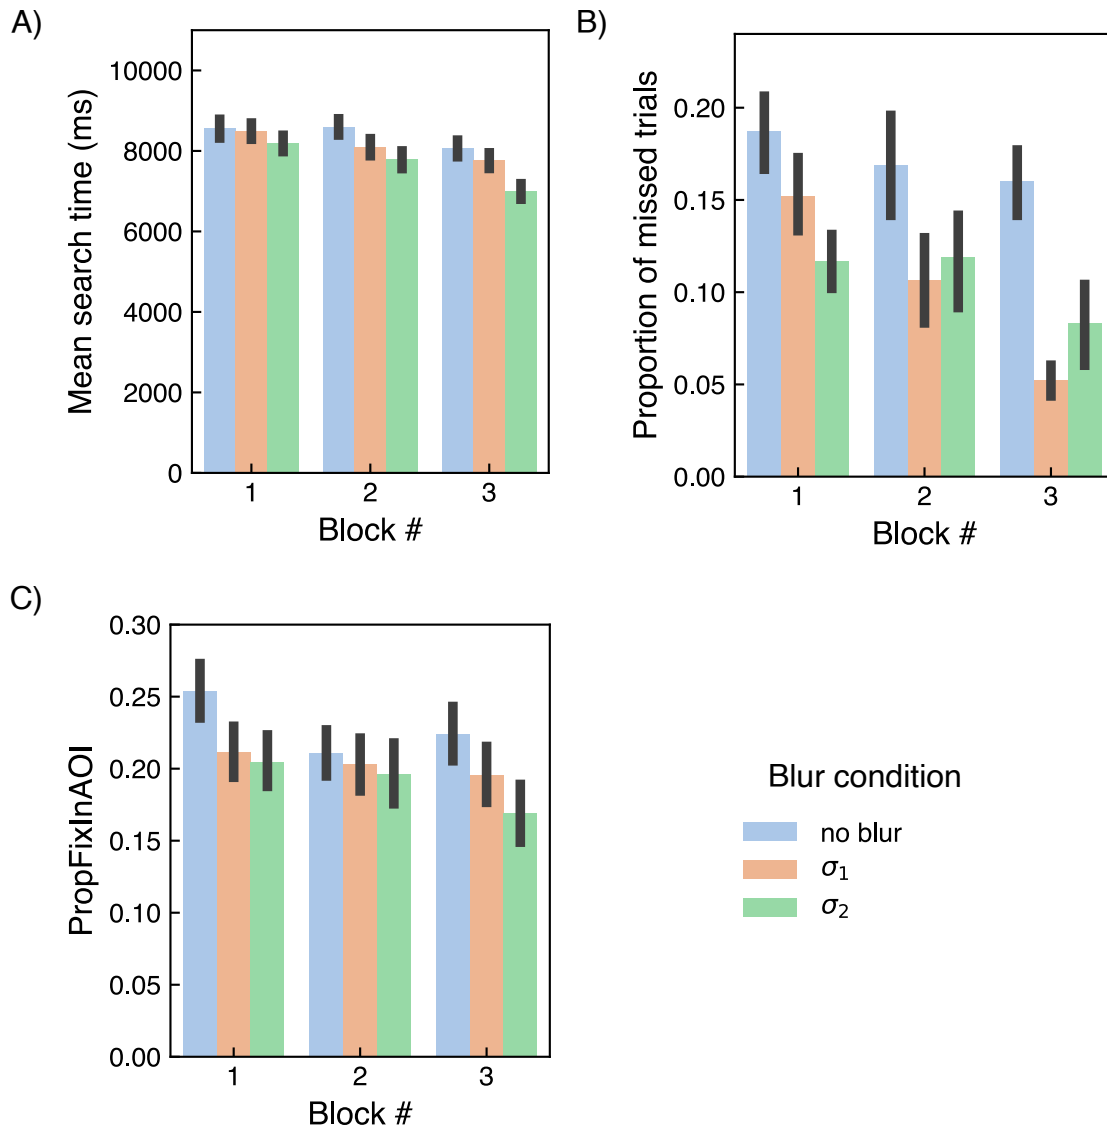 A)
Mean search time (ms)
10000
8000
6000
4000
2000
0
1 2 3
Block #
B)
Proportion of missed trials
0.20
0.15
0.10
0.05
0.00
1 2 3
Block #
C)
PropFixInAOI
0.30
0.25
0.20
0.15
0.10
0.05
0.00
1 2 3
Block #
Blur condition
no blur
σ₁
σ₂